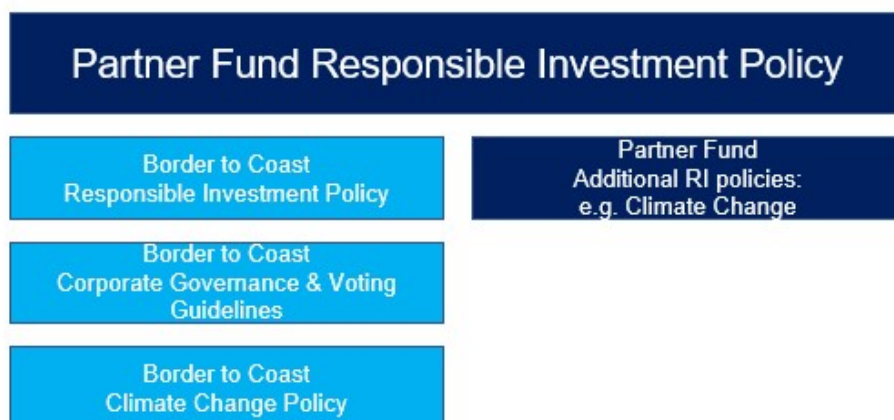 Partner Fund Responsible Investment Policy
Border to Coast
Responsible Investment Policy
Partner Fund
Additional RI policies:
e.g. Climate Change
Border to Coast
Corporate Governance & Voting
Guidelines
Border to Coast
Climate Change Policy